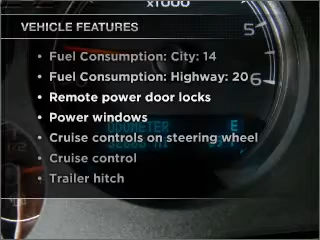 x1000
VEHICLE FEATURES
5
• Fuel Consumption: City: 14
• Fuel Consumption: Highway: 20
6
• Remote power door locks
• Power windows
ODOMETER E
• Cruise controls on steering wheel
• Cruise control
• Trailer hitch